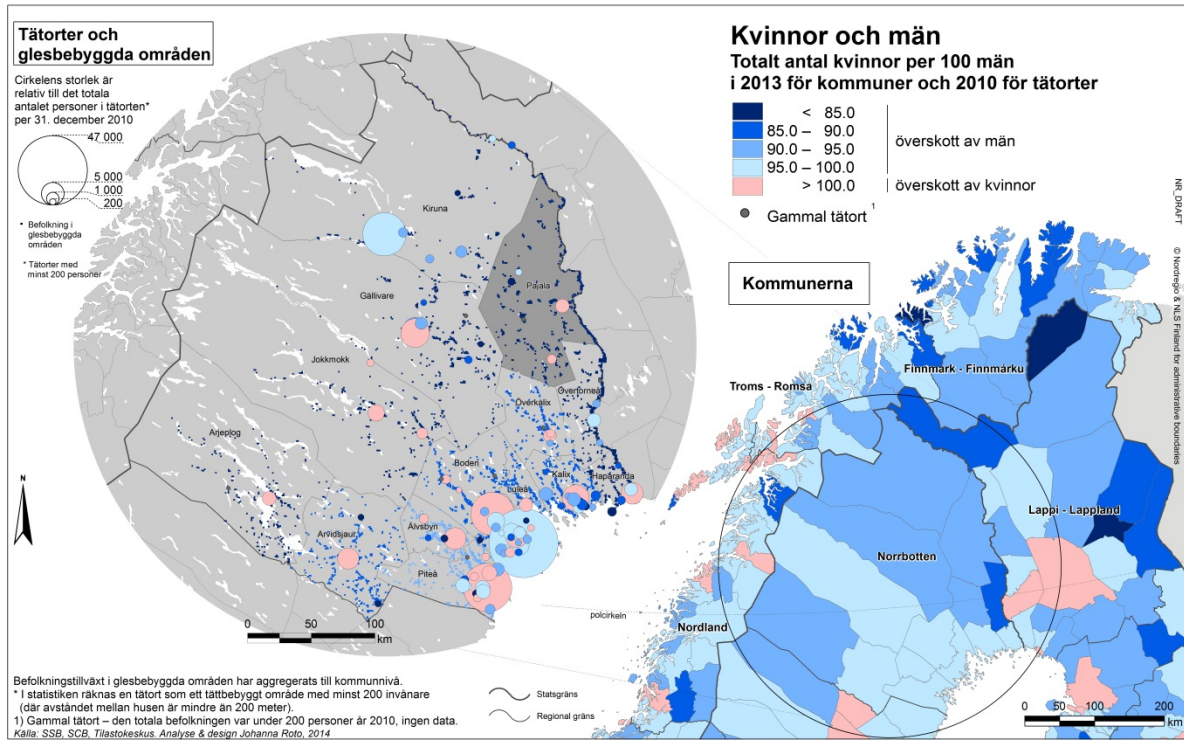 Tätorter och
glesbebyggda områden
Cirkelens storlek är
relativ till det totala
antalet personer i tätorten*
per 31. december 2010
47 000
5 000
1 000
200
* Befolkning i
glesbebyggda
områden
* Tätorter med
minst 200 personer
N
Kiruna
Pajala
Gällivare
Jokkmokk
Övertorneå
Överkalix
Arjeplog
Boden
Kalix
Haparanda
Luleå
Älvsbyn
Arvidsjaur
Piteå
0 50 100
km
Kvinnor och män
Totalt antal kvinnor per 100 män
i 2013 för kommuner och 2010 för tätorter
< 85.0
85.0 – 90.0
90.0 – 95.0
95.0 – 100.0
> 100.0
överskott av män
överskott av kvinnor
Gammal tätort 1
Kommunerna
Finnmark - Finnmárku
Troms - Romsa
Lappi - Lappland
Norrbotten
polcirkeln
Nordland
0 50 100 200
km
NR_DRAFT
© Nordregio & NLS Finland for administrative boundaries
Befolkningstillväxt i glesbebyggda områden har aggregerats till kommunnivå.
* I statistiken räknas en tätort som ett tättbebyggt område med minst 200 invånare
(där avståndet mellan husen är mindre än 200 meter).
1) Gammal tätort – den totala befolkningen var under 200 personer år 2010, ingen data.
Källa: SSB, SCB, Tilastokeskus. Analyse & design Johanna Roto, 2014
Statsgräns
Regional gräns